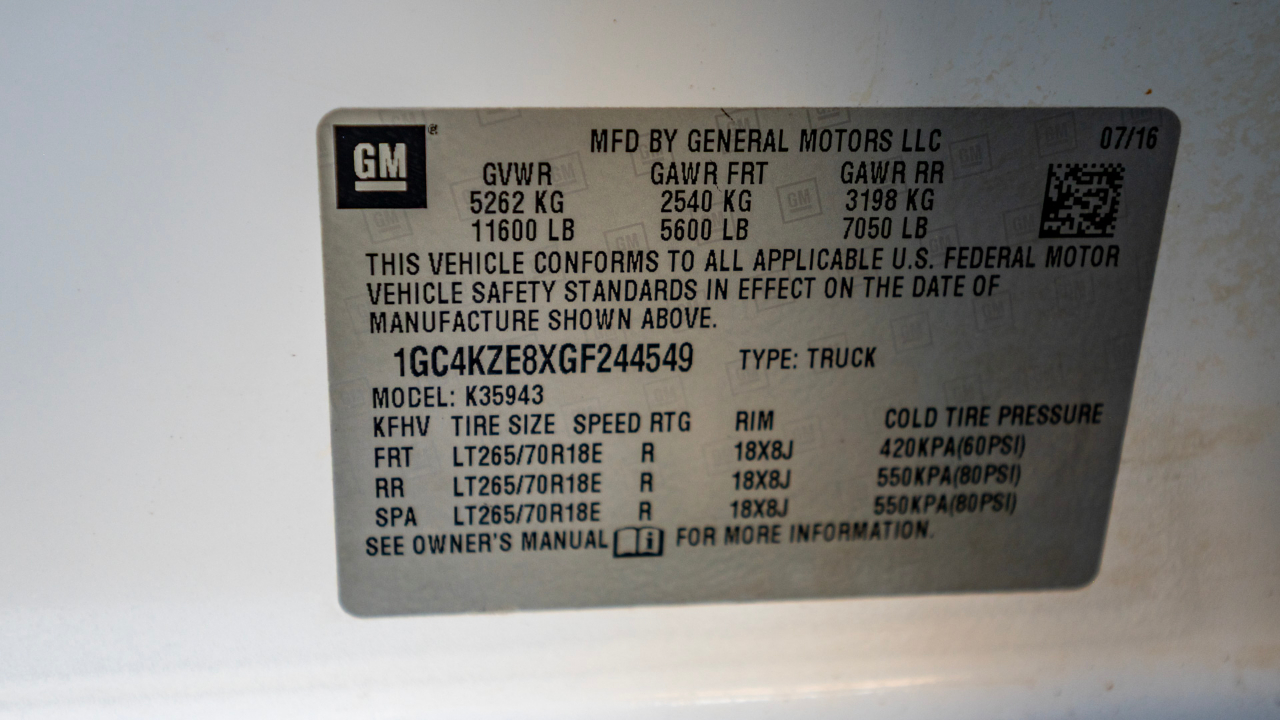 GM ®
MFD BY GENERAL MOTORS LLC 07/16
GVWR GAWR FRT GAWR RR
5262 KG 2540 KG 3198 KG
11600 LB 5600 LB 7050 LB
THIS VEHICLE CONFORMS TO ALL APPLICABLE U.S. FEDERAL MOTOR
VEHICLE SAFETY STANDARDS IN EFFECT ON THE DATE OF
MANUFACTURE SHOWN ABOVE.
1GC4KZE8XGF244549 TYPE: TRUCK
MODEL: K35943
KFHV TIRE SIZE SPEED RTG RIM COLD TIRE PRESSURE
FRT LT265/70R18E R 18X8J 420KPA(60PSI)
RR LT265/70R18E R 18X8J 550KPA(80PSI)
SPA LT265/70R18E R 18X8J 550KPA(80PSI)
SEE OWNER'S MANUAL i FOR MORE INFORMATION.